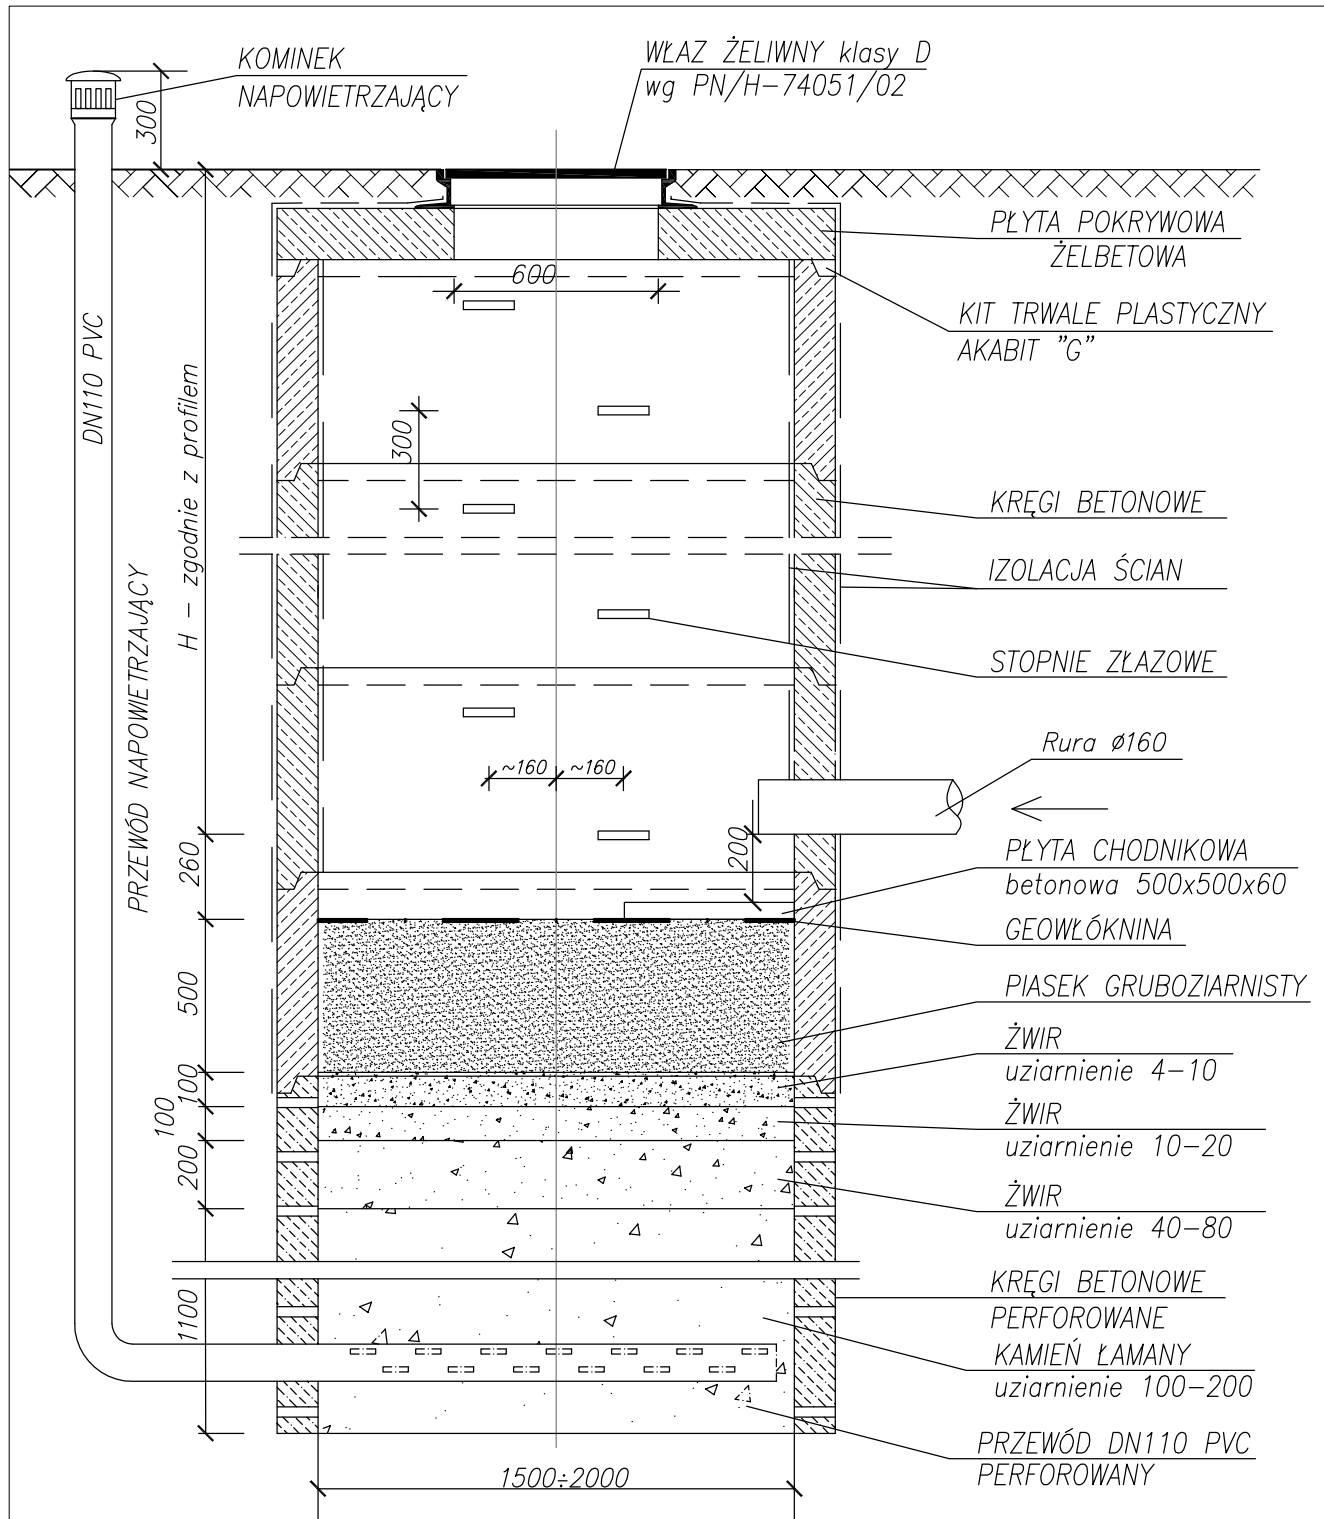 KOMINEK
NAPOWIETRZAJĄCY
WŁAZ ŻELIWNY klasy D
wg PN/H-74051/02
300
PŁYTA POKRYWOWA
ŻELBETOWA
600
KIT TRWALE PLASTYCZNY
AKABIT "G"
DN110 PVC
H - zgodnie z profilem
300
KRĘGI BETONOWE
IZOLACJA ŚCIAN
PRZEWÓD NAPOWIETRZAJĄCY
STOPNIE ZŁAZOWE
Rura ø160
~160
~160
260
200
PŁYTA CHODNIKOWA
betonowa 500x500x60
GEOWŁÓKNINA
500
PIASEK GRUBOZIARNISTY
ŻWIR
uziarnienie 4-10
100
100
ŻWIR
uziarnienie 10-20
200
ŻWIR
uziarnienie 40-80
KRĘGI BETONOWE
PERFOROWANE
1100
KAMIEŃ ŁAMANY
uziarnienie 100-200
PRZEWÓD DN110 PVC
PERFOROWANY
1500÷2000